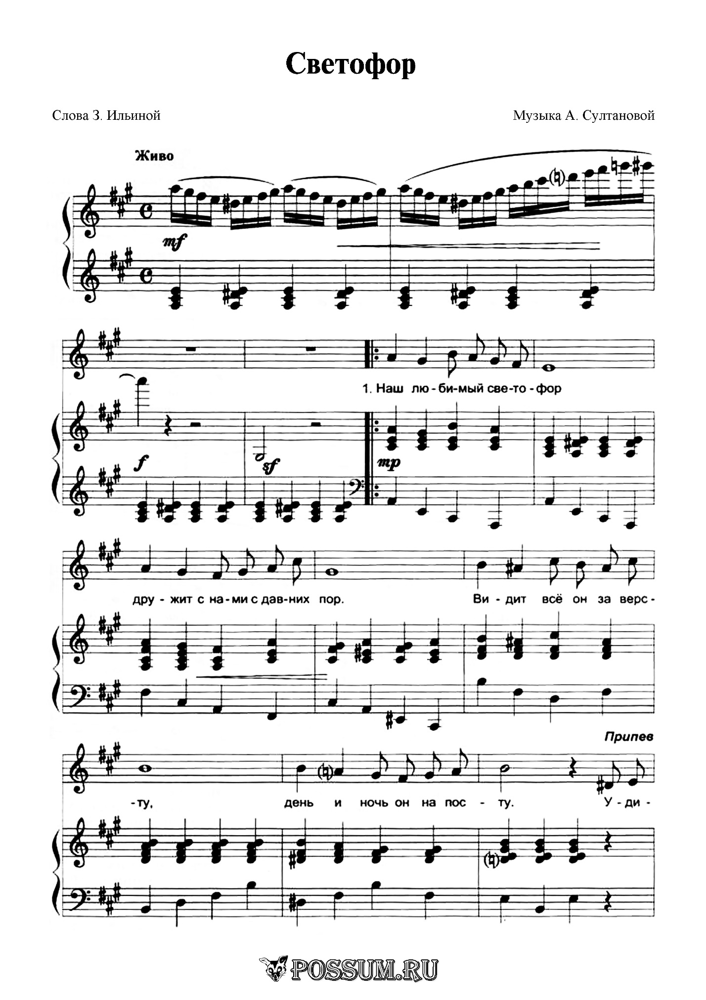 Светофор
Слова З. Ильиной
Музыка А. Султановой
Живо
mf
1. Наш лю-би-мый све-то-фор
f sf mp
дру - жит с на-ми с дав-них пор. Ви - дит всё он за верс -
Припев
-ту, день и ночь он на пос - ту. У-ди -
POSSUM.RU